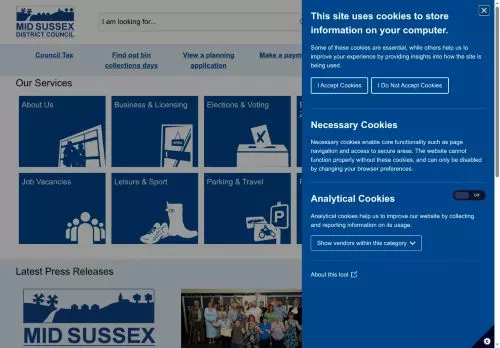 MID SUSSEX
DISTRICT COUNCIL
I am looking for...
Council Tax
Find out bin
collections days
View a planning
application
Make a paym
Our Services
About Us
Business & Licensing
Elections & Voting
Job Vacancies
Leisure & Sport
Parking & Travel
Latest Press Releases
MID SUSSEX
This site uses cookies to store
information on your computer.
Some of these cookies are essential, while others help us to
improve your experience by providing insights into how the site is
being used.
I Accept Cookies
I Do Not Accept Cookies
Necessary Cookies
Necessary cookies enable core functionality such as page
navigation and access to secure areas. The website cannot
function properly without these cookies, and can only be disabled
by changing your browser preferences.
Analytical Cookies
Off
Analytical cookies help us to improve our website by collecting
and reporting information on its usage.
Show vendors within this category
About this tool